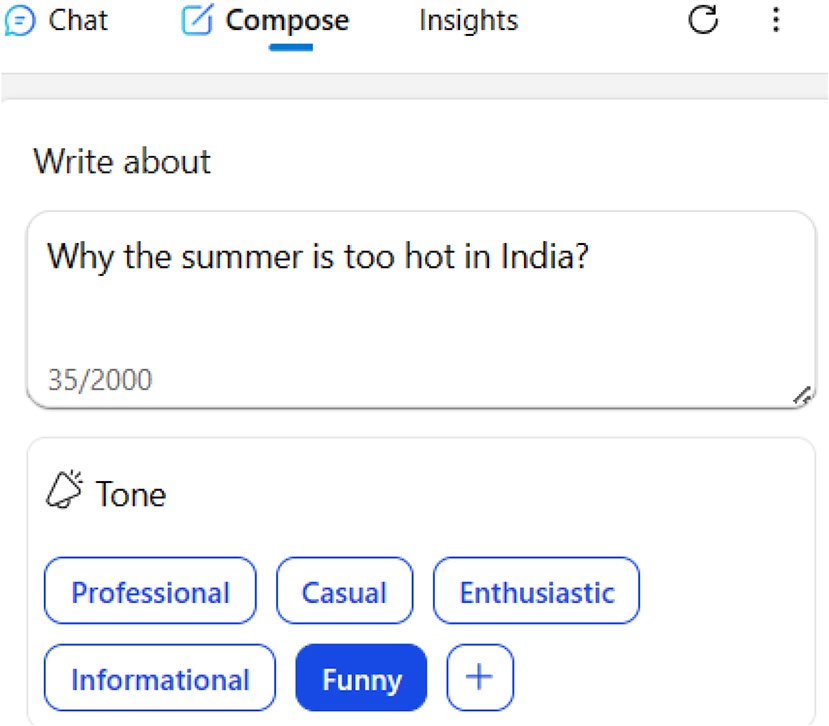 Chat Compose Insights
Write about
Why the summer is too hot in India?
35/2000
Tone
Professional Casual Enthusiastic
Informational Funny +